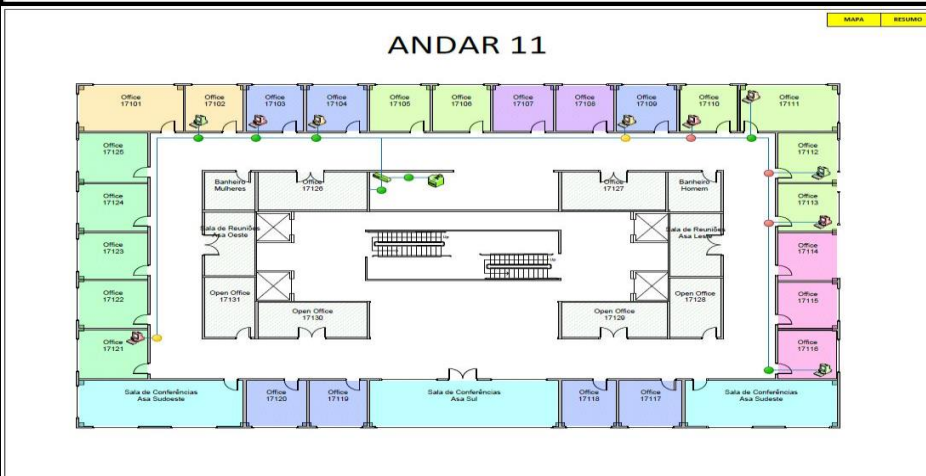 MAPA RESUMO
ANDAR 11
Office
17101
Office
17102
Office
17103
Office
17104
Office
17105
Office
17106
Office
17107
Office
17108
Office
17109
Office
17110
Office
17111
Office
17125
Office
17112
Banheiro
Mulheres
Office
17126
Office
17127
Banheiro
Homem
Office
17124
Office
17113
Sala de Reuniões
Asa Oeste
Sala de Reuniões
Asa Leste
Office
17123
Office
17114
Office
17122
Open Office
17131
Open Office
17128
Office
17115
Open Office
17130
Open Office
17129
Office
17121
Office
17116
Sala de Conferências
Asa Sudoeste
Office
17120
Office
17119
Sala de Conferências
Asa Sul
Office
17118
Office
17117
Sala de Conferências
Asa Sudeste